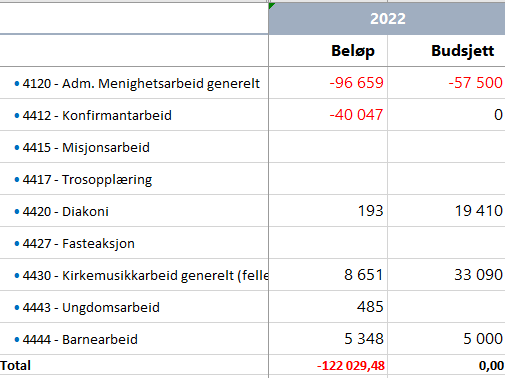 2022
Beløp Budsjett
4120 - Adm. Menighetsarbeid generelt -96 659 -57 500
4412 - Konfirmantarbeid -40 047 0
4415 - Misjonsarbeid
4417 - Trosopplæring
4420 - Diakoni 193 19 410
4427 - Fasteaksjon
4430 - Kirkemusikkarbeid generelt (felle 8 651 33 090
4443 - Ungdomsarbeid 485
4444 - Barnearbeid 5 348 5 000
Total -122 029,48 0,00